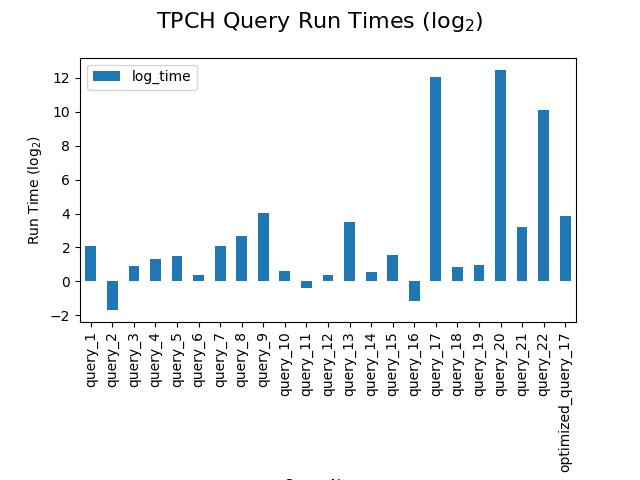 TPCH Query Run Times (log₂)
log_time
Run Time (log₂)
12
10
8
6
4
2
0
−2
query_1
query_2
query_3
query_4
query_5
query_6
query_7
query_8
query_9
query_10
query_11
query_12
query_13
query_14
query_15
query_16
query_17
query_18
query_19
query_20
query_21
query_22
optimized_query_17